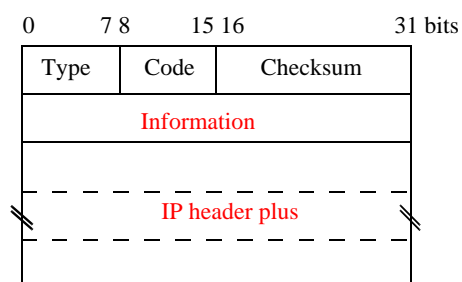 0 7 8 15 16 31 bits
Type Code Checksum
Information
IP header plus